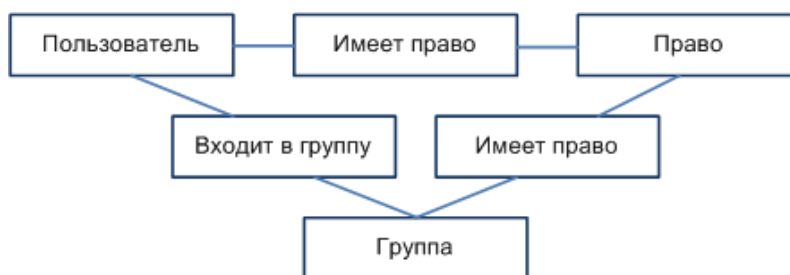 Пользователь
Имеет право
Право
Входит в группу
Имеет право
Группа